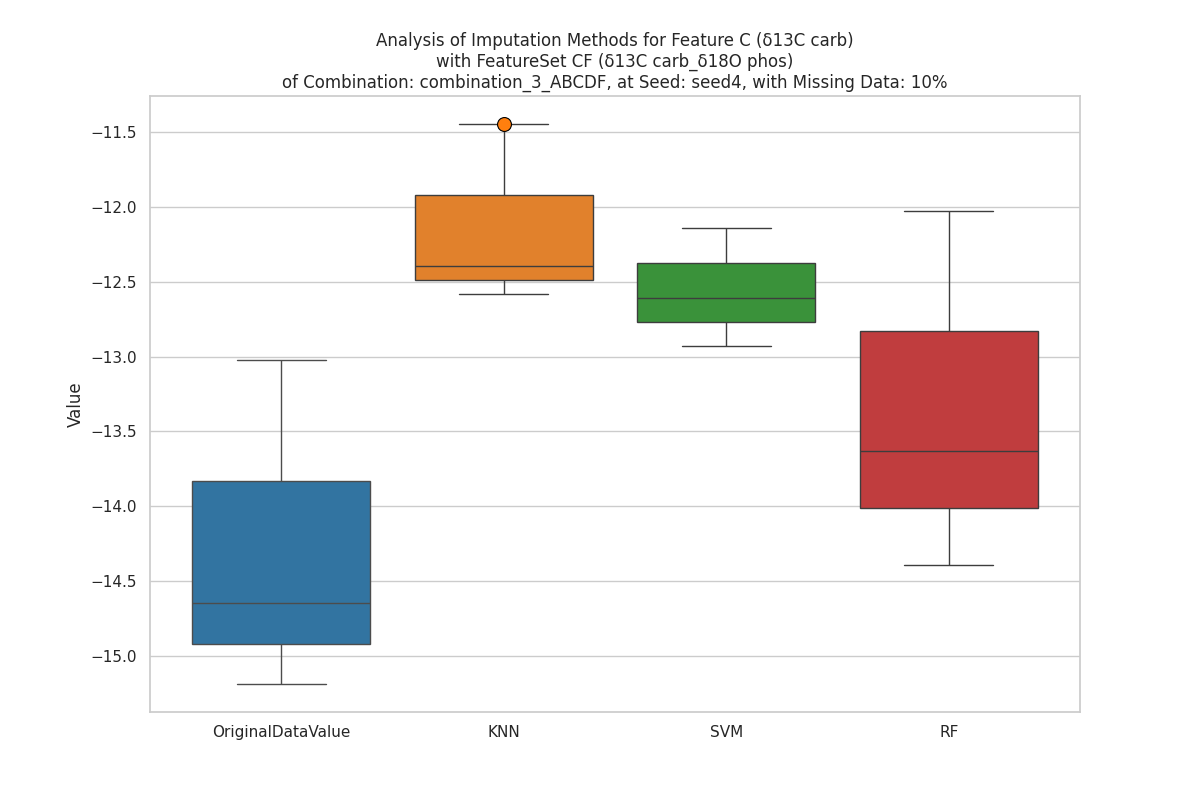 Analysis of Imputation Methods for Feature C (δ13C carb)
with FeatureSet CF (δ13C carb_δ18O phos)
of Combination: combination_3_ABCDF, at Seed: seed4, with Missing Data: 10%
Value
−11.5
−12.0
−12.5
−13.0
−13.5
−14.0
−14.5
−15.0
OriginalDataValue
KNN
SVM
RF